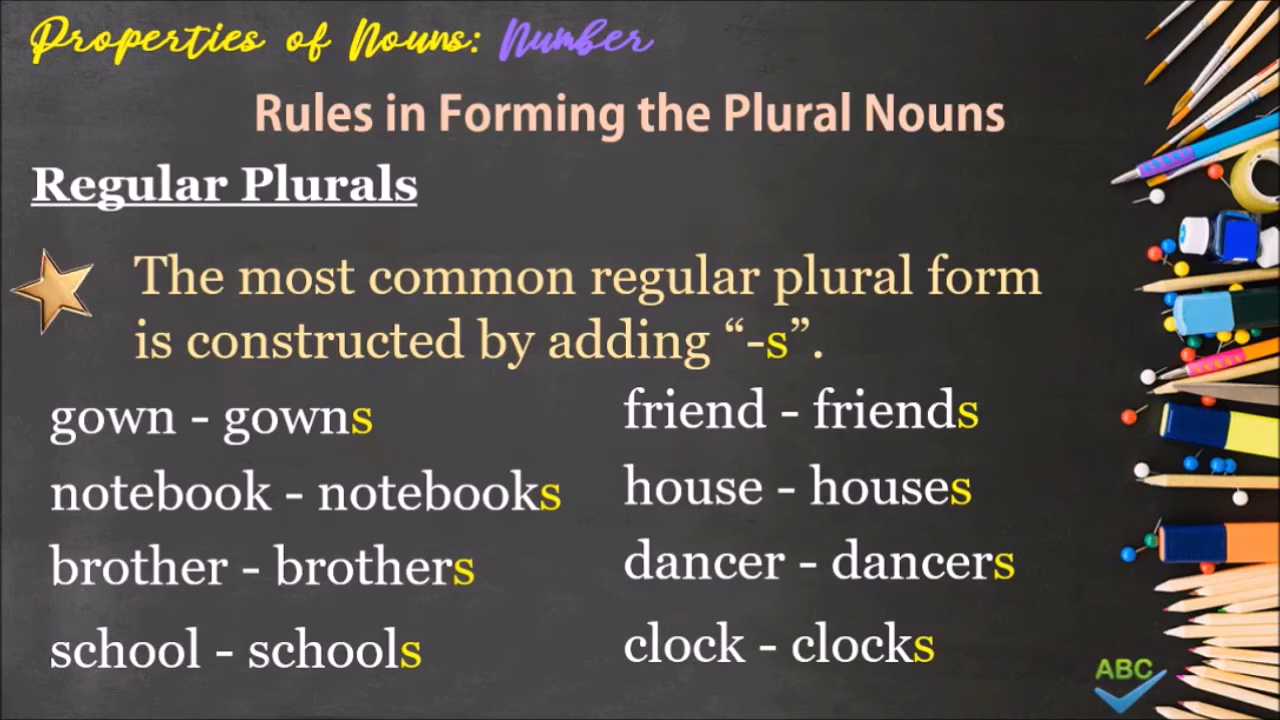 Properties of Nouns: Number
Rules in Forming the Plural Nouns
Regular Plurals
The most common regular plural form
is constructed by adding “-s”.
gown - gowns
notebook - notebooks
brother - brothers
school - schools
friend - friends
house - houses
dancer - dancers
clock - clocks
ABC